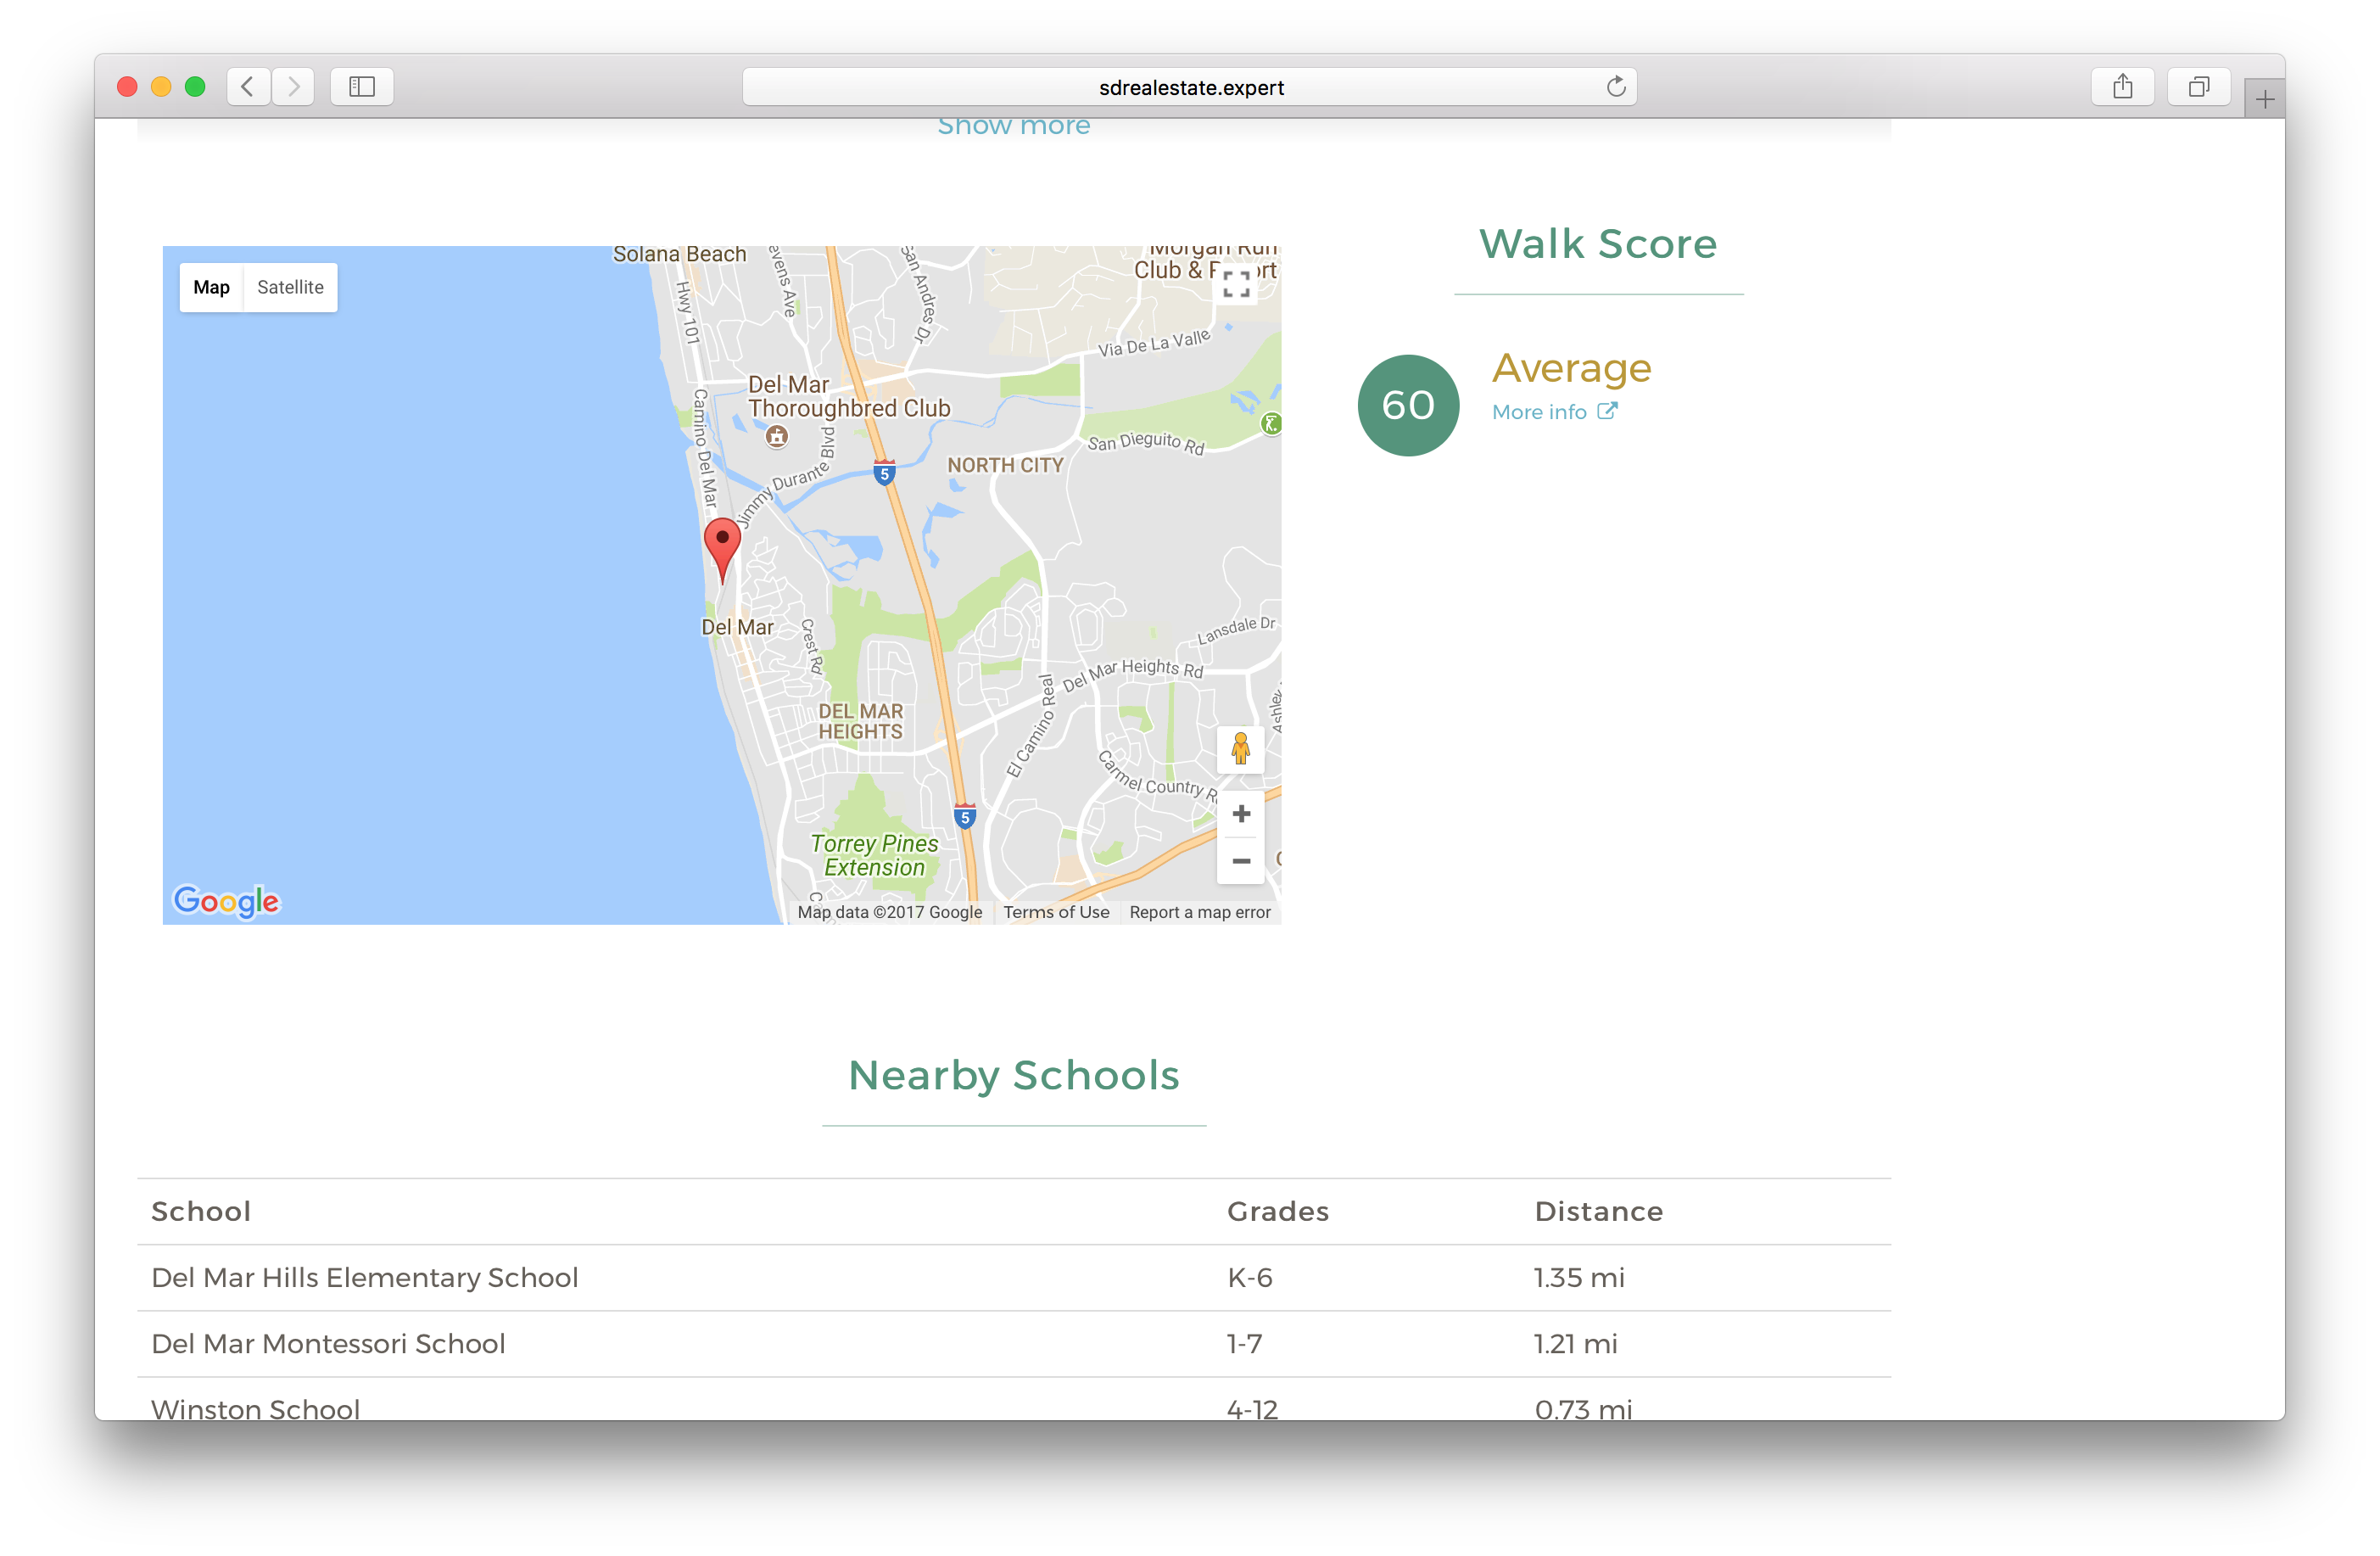 sdrealestate.expert
Show more
Map
Satellite
Solana Beach
Hwy 101
San Andres Dr
Morgan Run
Club &
Via De La Valle
Walk Score
60
Average
More info
Del Mar
Thoroughbred Club
Camino Del Mar
Jimmy Durante Blvd
5
NORTH CITY
San Dieguito Rd
Del Mar
Crest Rd
Lansdale Dr
Del Mar Heights Rd
El Camino Real
DEL MAR
HEIGHTS
Carmel Country
5
Torrey Pines
Extension
Google
Map data ©2017 Google
Terms of Use
Report a map error
Nearby Schools
School Grades Distance
Del Mar Hills Elementary School K-6 1.35 mi
Del Mar Montessori School 1-7 1.21 mi
Winston School 4-12 0.73 mi